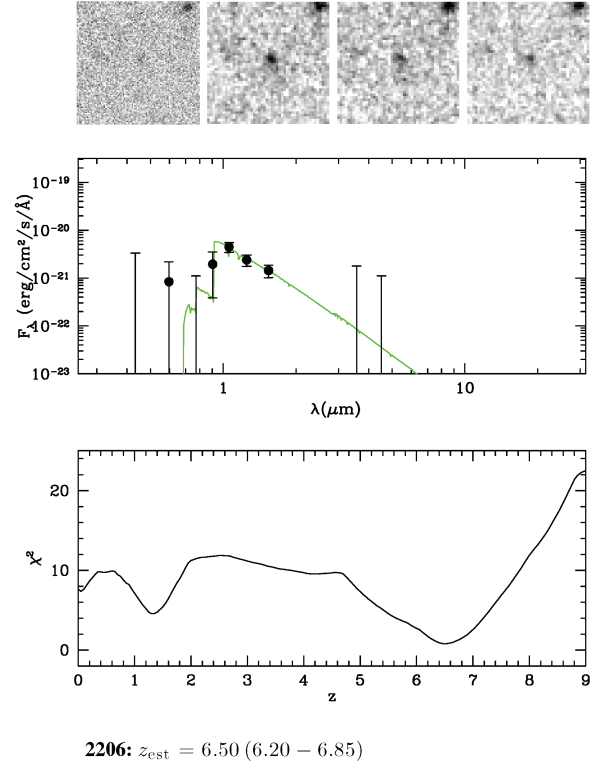 10⁻¹⁹
10⁻²⁰
10⁻²¹
10⁻²²
10⁻²³
F (erg/cm²/s/Å)
1
10
λ(μm)
20
10
0
χ²
0 1 2 3 4 5 6 7 8 9
z
2206: z_est = 6.50 (6.20 − 6.85)